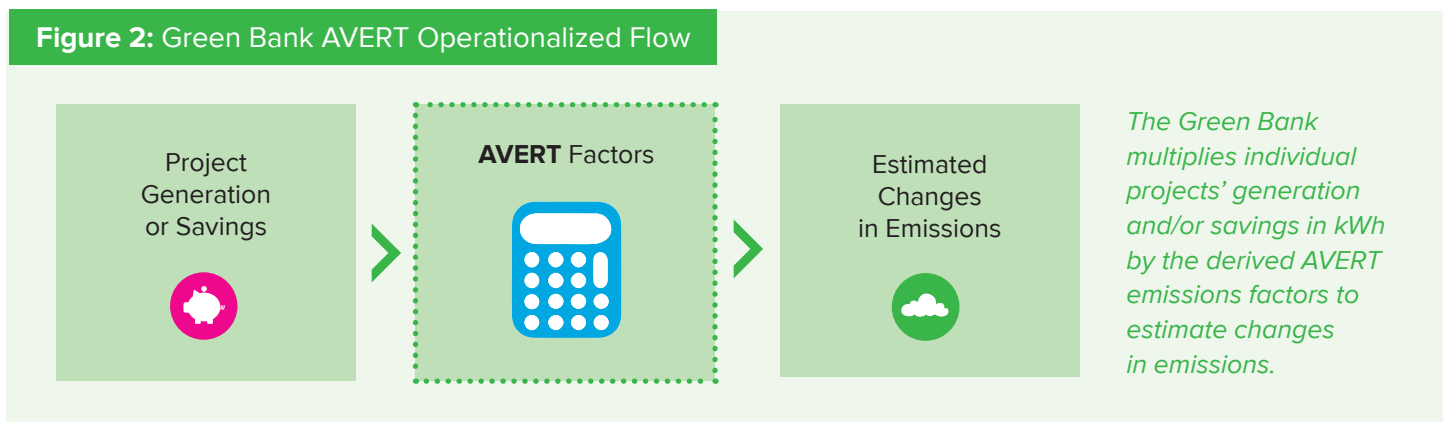 Figure 2: Green Bank AVERT Operationalized Flow
Project
Generation
or Savings
AVERT Factors
Estimated
Changes
in Emissions
The Green Bank
multiplies individual
projects’ generation
and/or savings in kWh
by the derived AVERT
emissions factors to
estimate changes
in emissions.